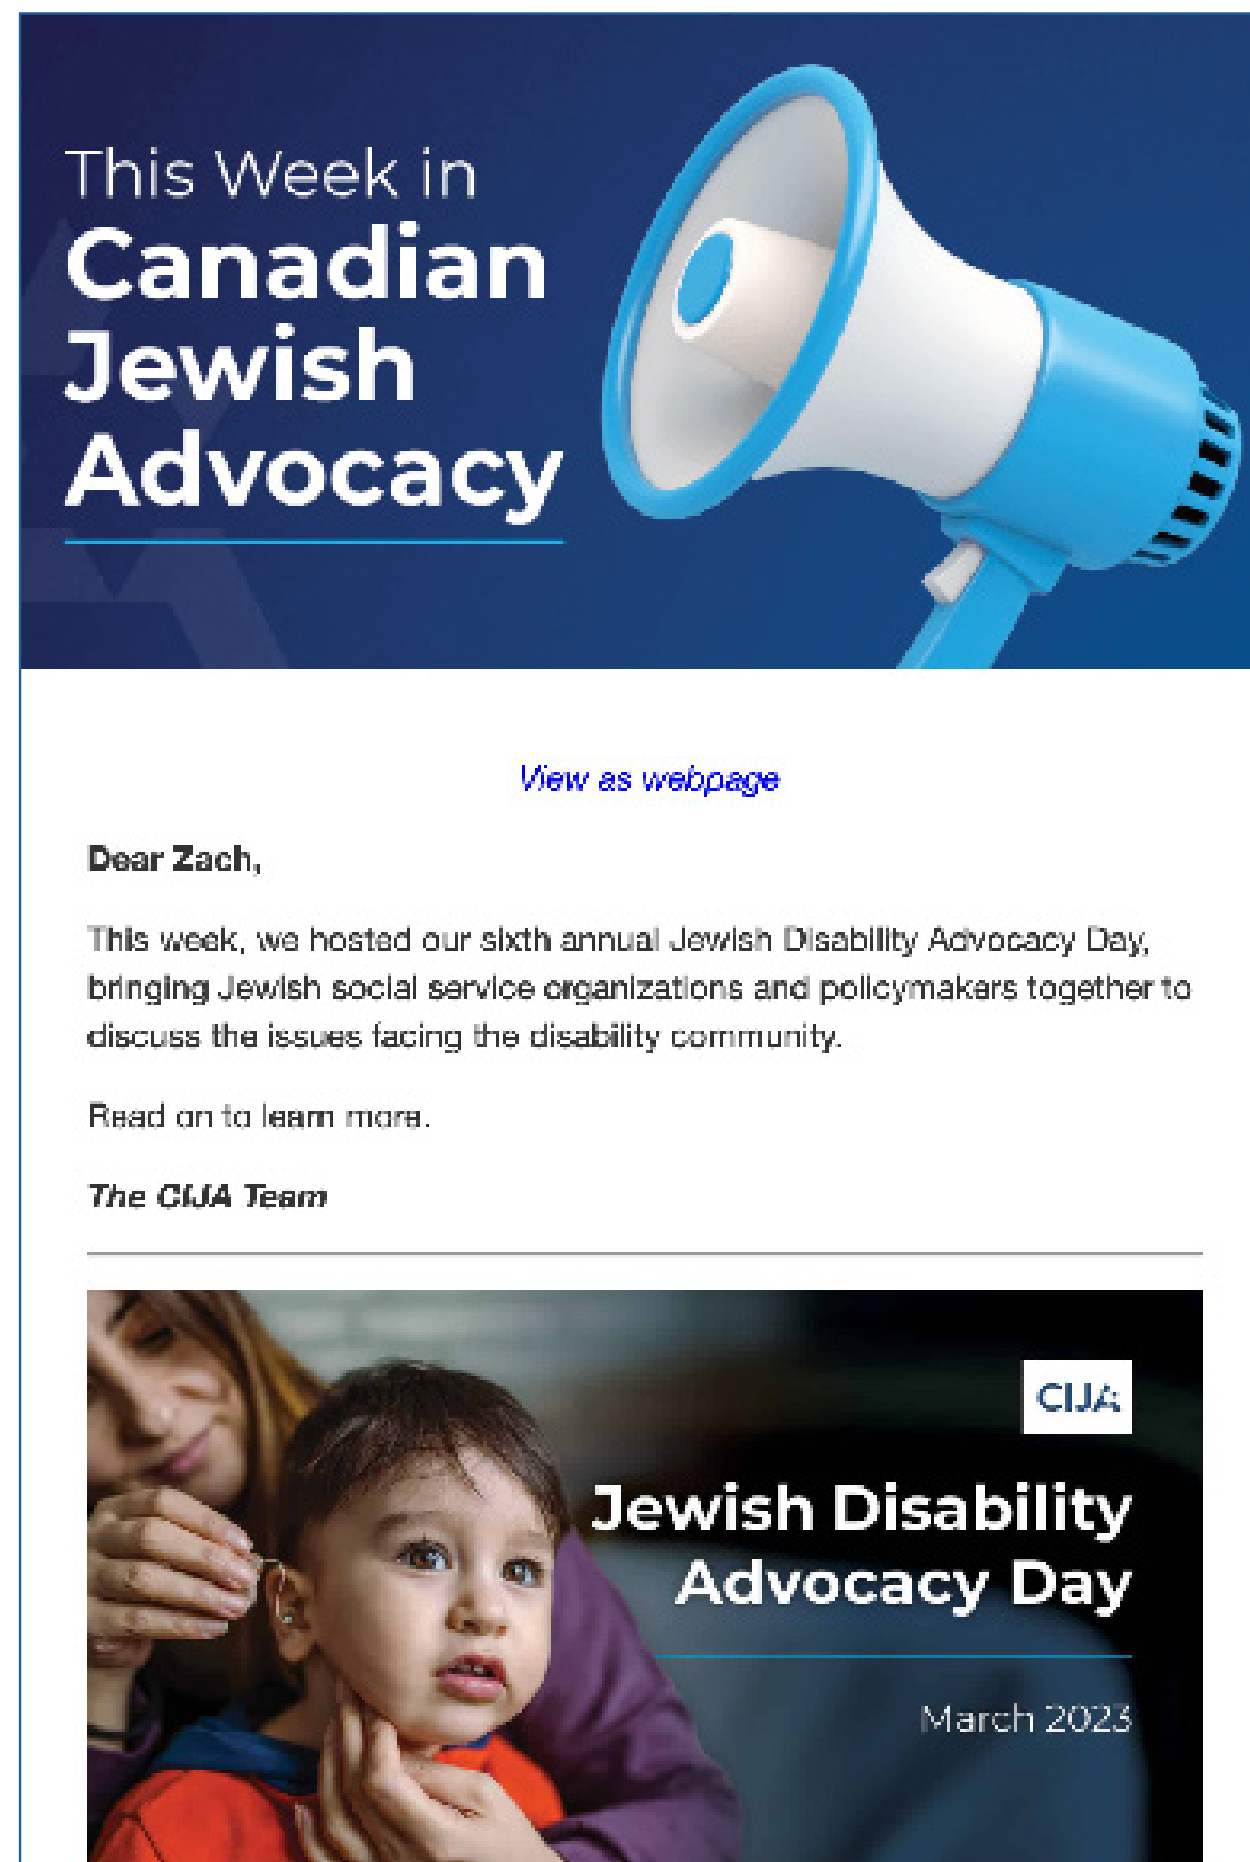 This Week in
Canadian
Jewish
Advocacy
View as webpage
Dear Zach,
This week, we hosted our sixth annual Jewish Disability Advocacy Day,
bringing Jewish social service organizations and policymakers together to
discuss the issues facing the disability community.
Read on to learn more.
The CIJA Team
CIJA
Jewish Disability
Advocacy Day
March 2023